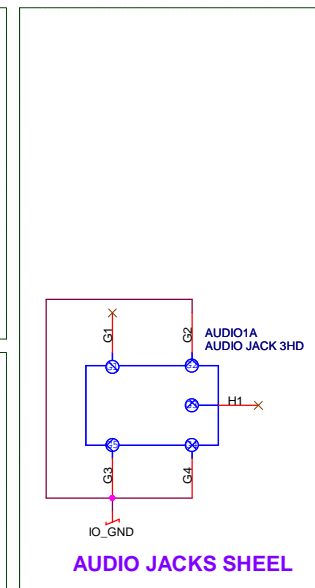 G1
G2
AUDIO1A
AUDIO JACK 3HD
H1
G3
G4
IO_GND
AUDIO JACKS SHEEL